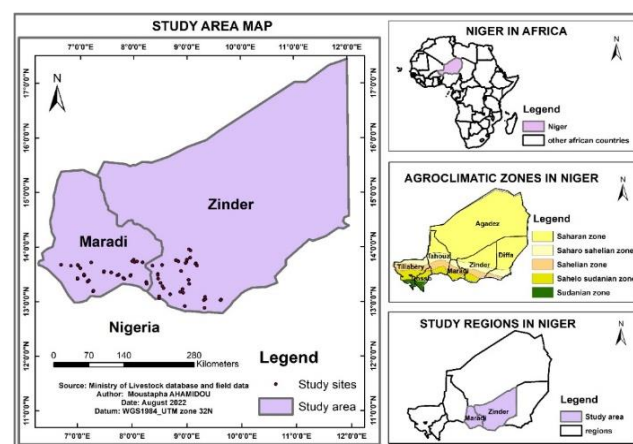 STUDY AREA MAP
6°0'0"E 7°0'0"E 8°0'0"E 9°0'0"E 10°0'0"E 11°0'0"E 12°0'0"E
N
17°0'0"N
16°0'0"N
15°0'0"N
14°0'0"N
13°0'0"N
12°0'0"N
11°0'0"N
Zinder
Maradi
Nigeria
0 70 140 280
Kilometers
Source: Ministry of Livestock database and field data
Author: Moustapha AHAMIDOU
Date: August 2022
Datum: WGS1984_UTM zone 32N
Legend
Study sites
Study area
NIGER IN AFRICA
N
Legend
Niger
other african countries
AGROCLIMATIC ZONES IN NIGER
N
Agadez
Tahoua
Diffa
Zinder
Tillabéry
Maradi
Legend
Saharan zone
Saharo sahelian zone
Sahelian zone
Sahelo sudanian zone
Sudanian zone
STUDY REGIONS IN NIGER
N
Zinder
Maradi
Legend
Study area
regions